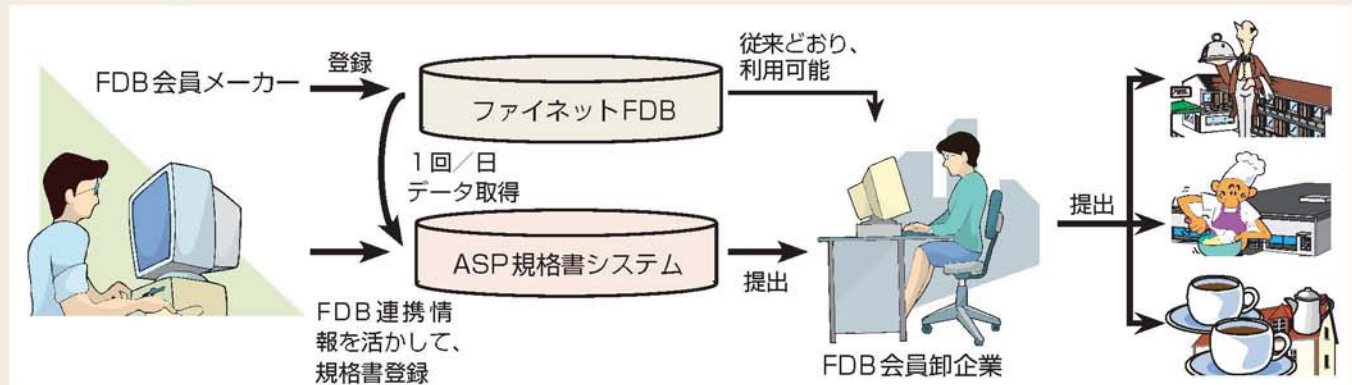 FDB会員メーカー
登録
ファイネットFDB
従来どおり、
利用可能
1回／日
データ取得
ASP規格書システム
提出
FDB連携情
報を活かして、
規格書登録
FDB会員卸企業
提出